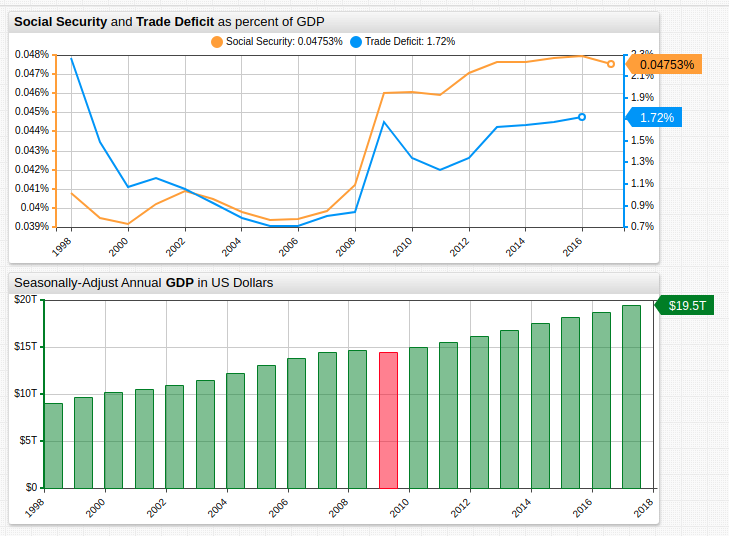 Social Security and Trade Deficit as percent of GDP
Social Security: 0.04753% Trade Deficit: 1.72%
0.048% 2.3%
0.04753%
0.047% 2.1%
0.046% 1.9%
0.045%
1.72%
0.044% 1.5%
0.043% 1.3%
0.042% 1.1%
0.041%
0.04% 0.9%
0.039% 0.7%
1998 2000 2002 2004 2006 2008 2010 2012 2014 2016
Seasonally-Adjust Annual GDP in US Dollars
$20T
$19.5T
$15T
$10T
$5T
$0
1998 2000 2002 2004 2006 2008 2010 2012 2014 2016 2018